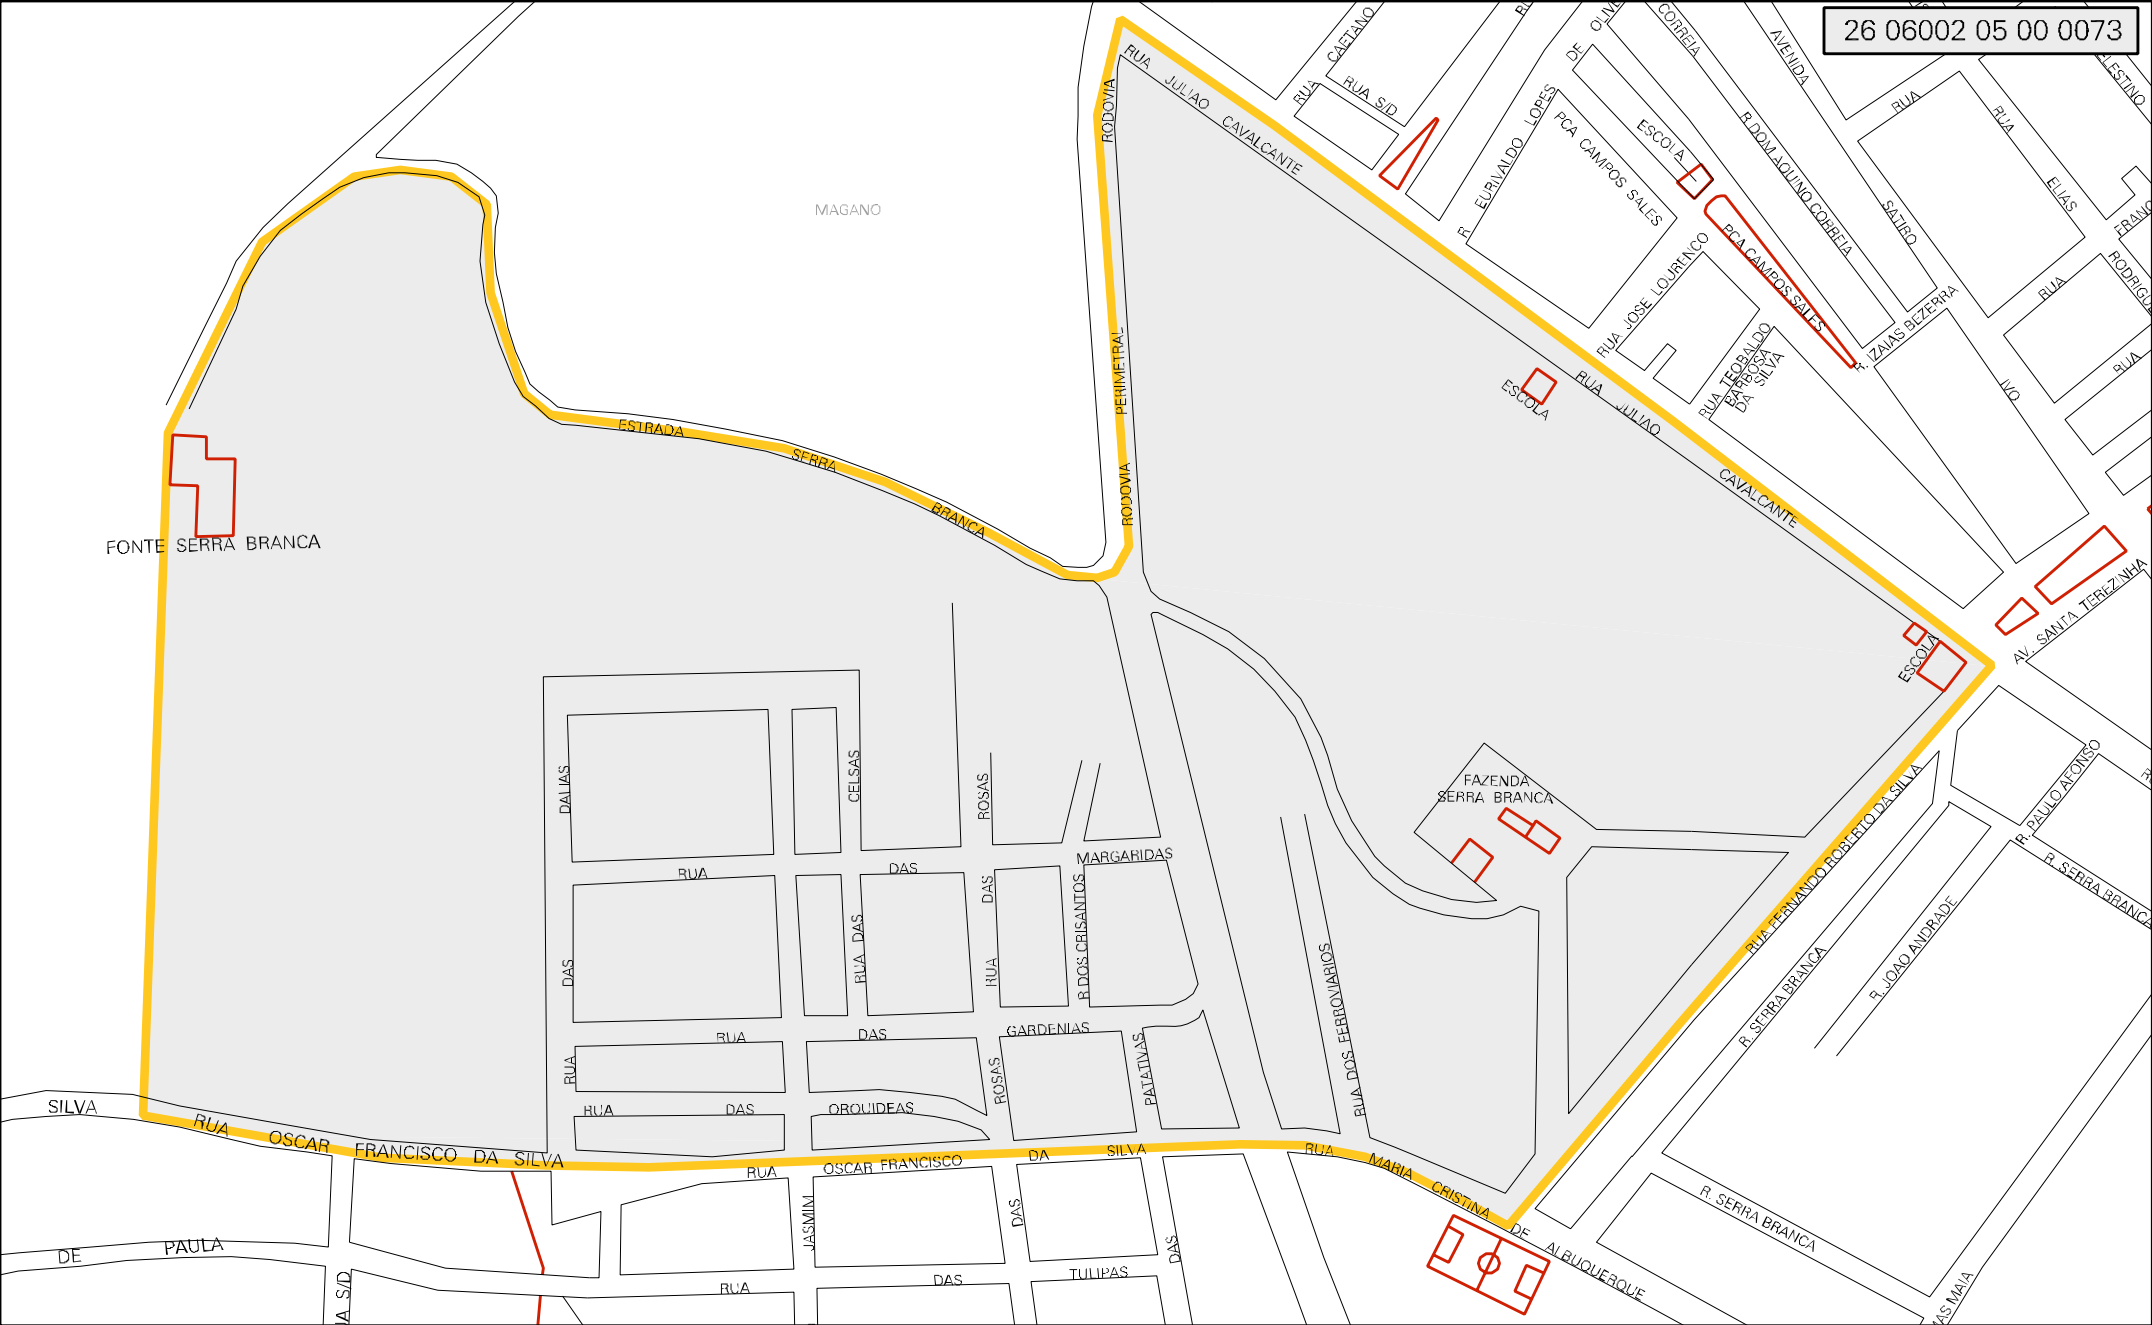 26 06002 05 00 0073
CAETANO
RUA
RUA S/D
DE
CORREIA
AVENIDA
RUA
RUA
ELIAS
RUA
JULIAO
CAVALCANTE
RODOVIA
R
EURIVALDO
LOPES
PCA CAMPOS SALES
ESCOLA
R DOM AQUINO CORREIA
SATIRO
MAGANO
PCA CAMPOS SALES
RUA JOSE LOURENCO
R. IZAIAS BEZERRA
RUA
RUA
IVO
RUA TEOBALDO
BARBOSA
DA SILVA
PERIMETRAL
RODOVIA
ESCOLA
RUA
JULIAO
CAVALCANTE
ESTRADA
SERRA
BRANCA
FONTE SERRA BRANCA
AV. SANTA TEREZINHA
ESCOLA
FAZENDA
SERRA BRANCA
RUA FERNANDO ROBERTO DA SILVA
R. PAULO AFONSO
R. SERRA BRANCA
R. JOAO ANDRADE
R. SERRA BRANCA
DALIAS
CELSAS
ROSAS
MARGARIDAS
RUA
DAS
DAS
R DOS CRISANTOS
DAS
RUA DAS
RUA
RUA DOS FERROVIARIOS
RUA
DAS
GARDENIAS
RUA
ROSAS
PATATIVAS
RUA
DAS
ORQUIDEAS
SILVA
RUA
OSCAR
FRANCISCO
DA
SILVA
RUA
OSCAR FRANCISCO
DA
SILVA
RUA
MARIA
CRISTINA
DE
ALBUQUERQUE
R. SERRA BRANCA
JASMIM
DAS
DAS
DE
PAULA
RUA
DAS
TULIPAS